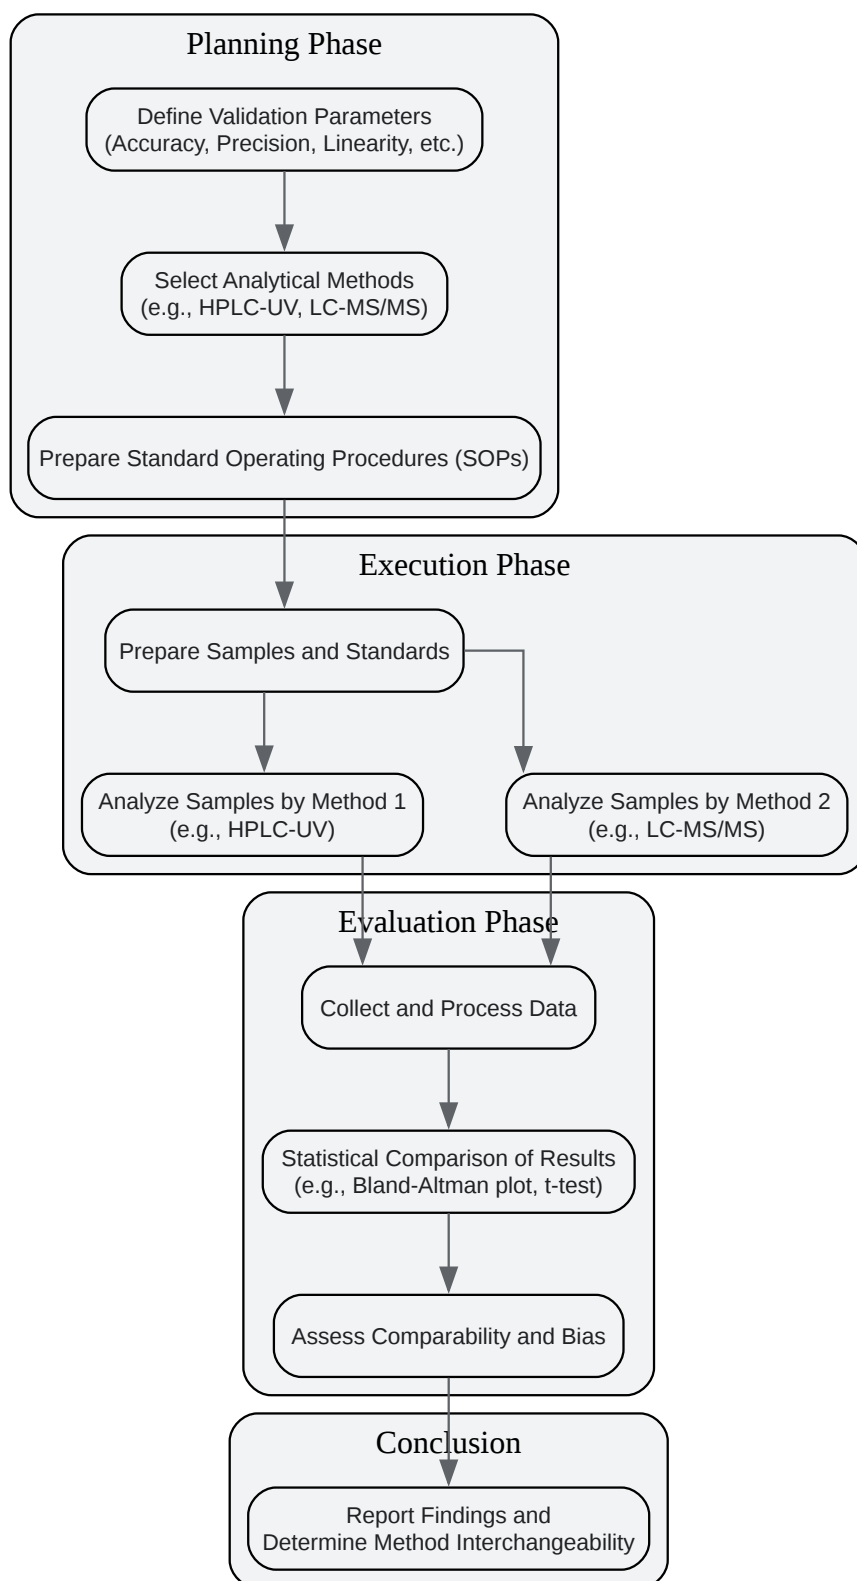 Planning Phase
Define Validation Parameters
(Accuracy, Precision, Linearity, etc.)
Select Analytical Methods
(e.g., HPLC-UV, LC-MS/MS)
Prepare Standard Operating Procedures (SOPs)
Execution Phase
Prepare Samples and Standards
Analyze Samples by Method 1
(e.g., HPLC-UV)
Analyze Samples by Method 2
(e.g., LC-MS/MS)
Evaluation Phase
Collect and Process Data
Statistical Comparison of Results
(e.g., Bland-Altman plot, t-test)
Assess Comparability and Bias
Conclusion
Report Findings and
Determine Method Interchangeability